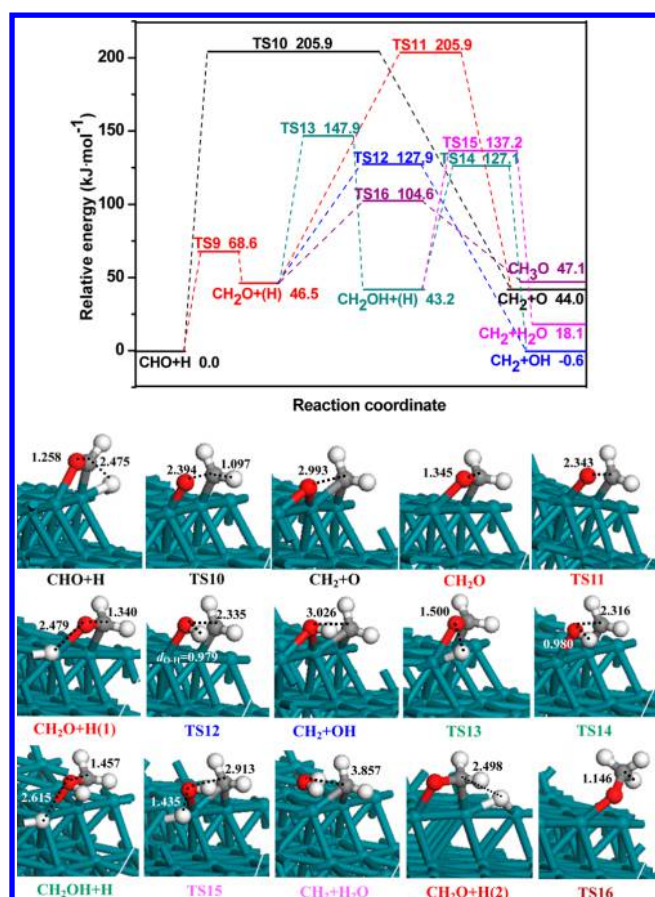 TS10 205.9
TS11 205.9
200
TS13 147.9
TS15 137.2
150
TS12 127.9
TS14 127.1
TS16 104.6
100
TS9 68.6
50
CH₃O 47.1
CH₂O+(H) 46.5
CH₂OH+(H) 43.2
CH₂+O 44.0
CH₂+H₂O 18.1
0
CHO+H 0.0
CH₂+OH -0.6
Relative energy (kJ·mol⁻¹)
Reaction coordinate
1.258
2.475
2.394
1.097
2.993
1.345
2.343
CHO+H
TS10
CH₂+O
CH₂O
TS11
2.479
1.340
2.335
d_O-H=0.979
3.026
1.500
2.316
0.980
CH₂O+H(1)
TS12
CH₂+OH
TS13
TS14
1.457
2.615
2.913
1.435
3.857
2.498
1.146
CH₂OH+H
TS15
CH₂+H₂O
CH₂O+H(2)
TS16